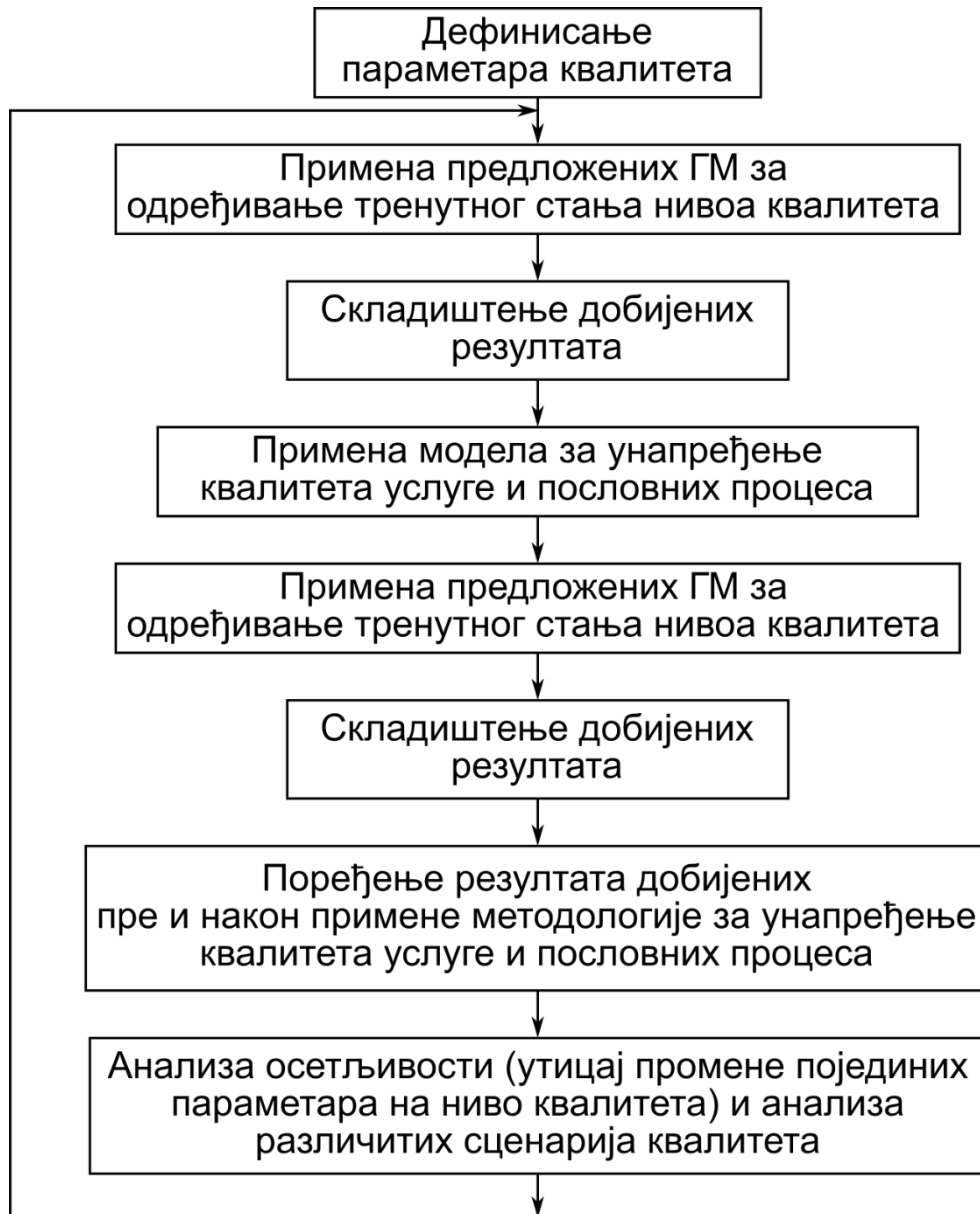 Дефинисање
параметара квалитета
Примена предложених ГМ за
одређивање тренутног стања нивоа квалитета
Складиштење добијених
резултата
Примена модела за унапређење
квалитета услуге и пословних процеса
Примена предложених ГМ за
одређивање тренутног стања нивоа квалитета
Складиштење добијених
резултата
Поређење резултата добијених
пре и након примене методологије за унапређење
квалитета услуге и пословних процеса
Анализа осетљивости (утицај промене појединих
параметара на ниво квалитета) и анализа
различитих сценарија квалитета